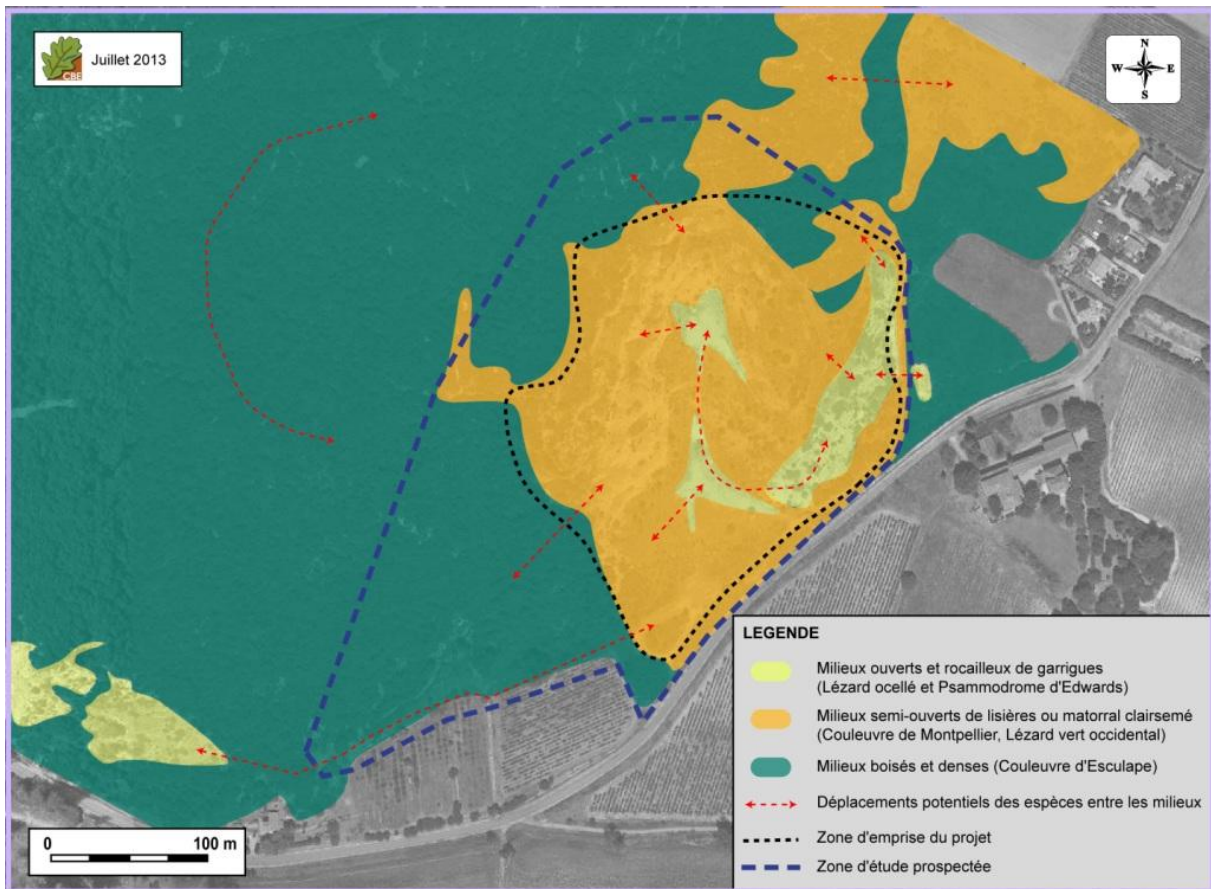 CBE
Juillet 2013
N
W
E
S
LEGENDE
Milieux ouverts et rocailleux de garrigues
(Lézard ocellé et Psammodrome d'Edwards)
Milieux semi-ouverts de lisières ou matorral clairsemé
(Couleuvre de Montpellier, Lézard vert occidental)
Milieux boisés et denses (Couleuvre d'Esculape)
Déplacements potentiels des espèces entre les milieux
Zone d'emprise du projet
Zone d'étude prospectée
0
100 m